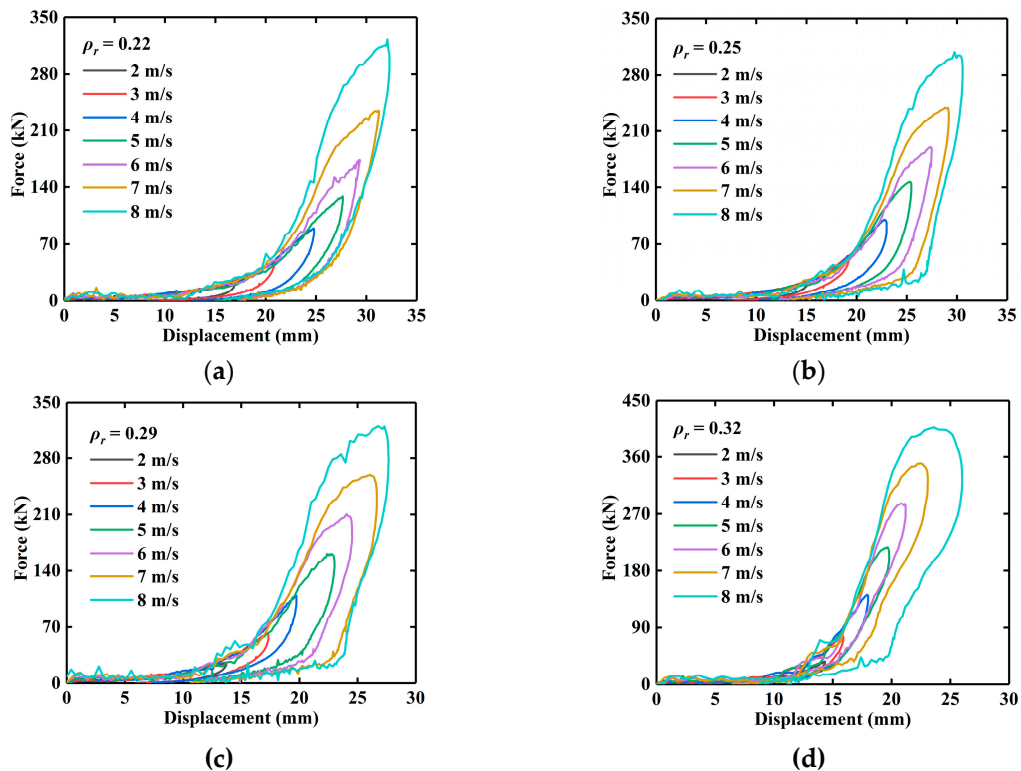 350
280
210
140
70
0
Force (kN)
ρr = 0.22
2 m/s
3 m/s
4 m/s
5 m/s
6 m/s
7 m/s
8 m/s
0 5 10 15 20 25 30 35
Displacement (mm)
(a)
350
280
210
140
70
0
Force (kN)
ρr = 0.25
2 m/s
3 m/s
4 m/s
5 m/s
6 m/s
7 m/s
8 m/s
0 5 10 15 20 25 30 35
Displacement (mm)
(b)
350
280
210
140
70
0
Force (kN)
ρr = 0.29
2 m/s
3 m/s
4 m/s
5 m/s
6 m/s
7 m/s
8 m/s
0 5 10 15 20 25 30
Displacement (mm)
(c)
450
360
270
180
90
0
Force (kN)
ρr = 0.32
2 m/s
3 m/s
4 m/s
5 m/s
6 m/s
7 m/s
8 m/s
0 5 10 15 20 25 30
Displacement (mm)
(d)